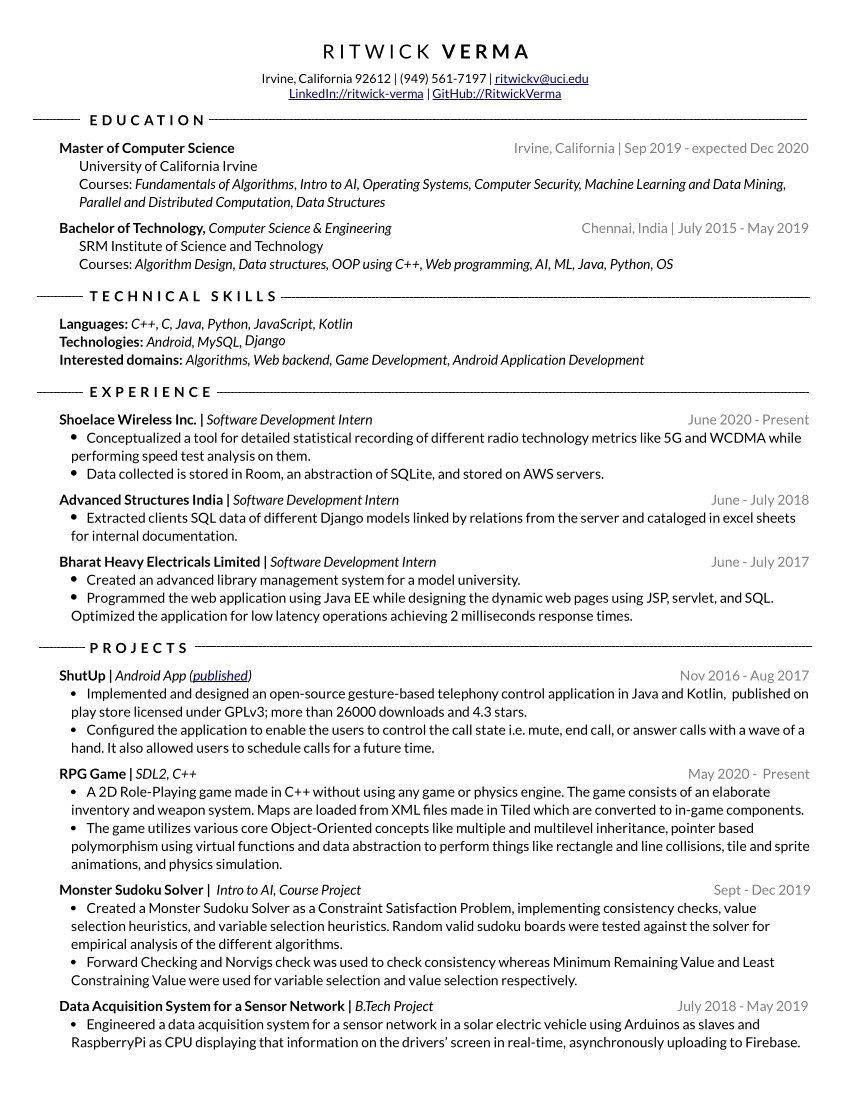 RITWICK VERMA
Irvine, California 92612 | (949) 561-7197 | ritwickv@uci.edu
LinkedIn://ritwick-verma | GitHub://RitwickVerma
EDUCATION
Master of Computer Science Irvine, California | Sep 2019 - expected Dec 2020
University of California Irvine
Courses: Fundamentals of Algorithms, Intro to AI, Operating Systems, Computer Security, Machine Learning and Data Mining,
Parallel and Distributed Computation, Data Structures
Bachelor of Technology, Computer Science & Engineering Chennai, India | July 2015 - May 2019
SRM Institute of Science and Technology
Courses: Algorithm Design, Data structures, OOP using C++, Web programming, AI, ML, Java, Python, OS
TECHNICAL SKILLS
Languages: C++, C, Java, Python, JavaScript, Kotlin
Technologies: Android, MySQL, Django
Interested domains: Algorithms, Web backend, Game Development, Android Application Development
EXPERIENCE
Shoelace Wireless Inc. | Software Development Intern June 2020 - Present
• Conceptualized a tool for detailed statistical recording of different radio technology metrics like 5G and WCDMA while
performing speed test analysis on them.
• Data collected is stored in Room, an abstraction of SQLite, and stored on AWS servers.
Advanced Structures India | Software Development Intern June - July 2018
• Extracted clients SQL data of different Django models linked by relations from the server and cataloged in excel sheets
for internal documentation.
Bharat Heavy Electricals Limited | Software Development Intern June - July 2017
• Created an advanced library management system for a model university.
• Programmed the web application using Java EE while designing the dynamic web pages using JSP, servlet, and SQL.
Optimized the application for low latency operations achieving 2 milliseconds response times.
PROJECTS
ShutUp | Android App (published) Nov 2016 - Aug 2017
• Implemented and designed an open-source gesture-based telephony control application in Java and Kotlin, published on
play store licensed under GPLv3; more than 26000 downloads and 4.3 stars.
• Configured the application to enable the users to control the call state i.e. mute, end call, or answer calls with a wave of a
hand. It also allowed users to schedule calls for a future time.
RPG Game | SDL2, C++ May 2020 - Present
• A 2D Role-Playing game made in C++ without using any game or physics engine. The game consists of an elaborate
inventory and weapon system. Maps are loaded from XML files made in Tiled which are converted to in-game components.
• The game utilizes various core Object-Oriented concepts like multiple and multilevel inheritance, pointer based
polymorphism using virtual functions and data abstraction to perform things like rectangle and line collisions, tile and sprite
animations, and physics simulation.
Monster Sudoku Solver | Intro to AI, Course Project Sept - Dec 2019
• Created a Monster Sudoku Solver as a Constraint Satisfaction Problem, implementing consistency checks, value
selection heuristics, and variable selection heuristics. Random valid sudoku boards were tested against the solver for
empirical analysis of the different algorithms.
• Forward Checking and Norvigs check was used to check consistency whereas Minimum Remaining Value and Least
Constraining Value were used for variable selection and value selection respectively.
Data Acquisition System for a Sensor Network | B.Tech Project July 2018 - May 2019
• Engineered a data acquisition system for a sensor network in a solar electric vehicle using Arduinos as slaves and
RaspberryPi as CPU displaying that information on the drivers’ screen in real-time, asynchronously uploading to Firebase.